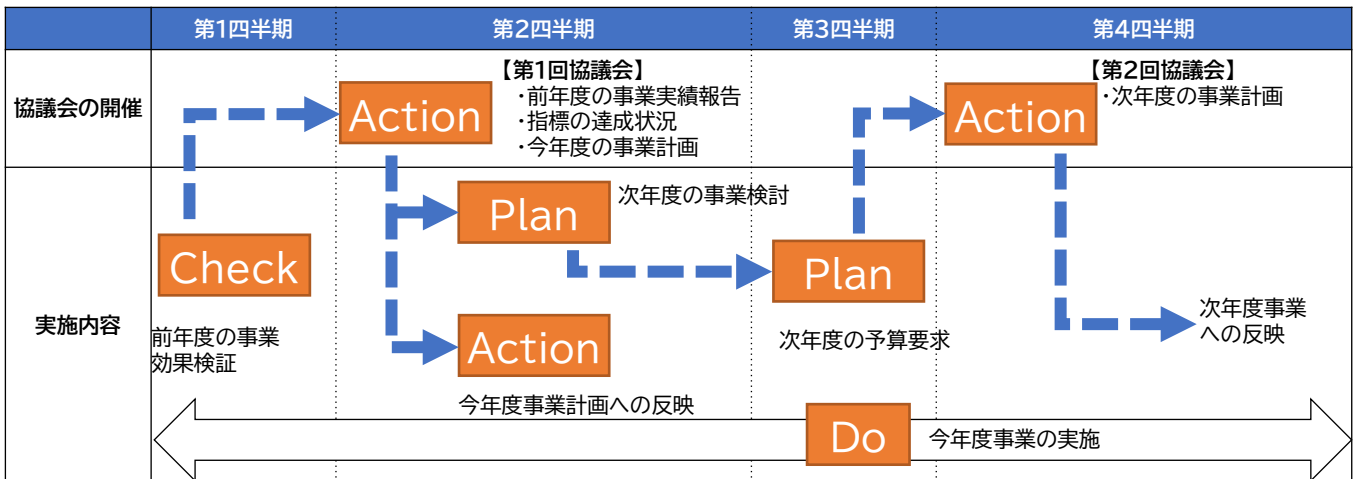 第1四半期
第2四半期
第3四半期
第4四半期
協議会の開催
Action
【第1回協議会】
・前年度の事業実績報告
・指標の達成状況
・今年度の事業計画
Action
【第2回協議会】
・次年度の事業計画
実施内容
Check
前年度の事業
効果検証
Plan
次年度の事業検討
Action
今年度事業計画への反映
Plan
次年度の予算要求
次年度事業
への反映
Do
今年度事業の実施